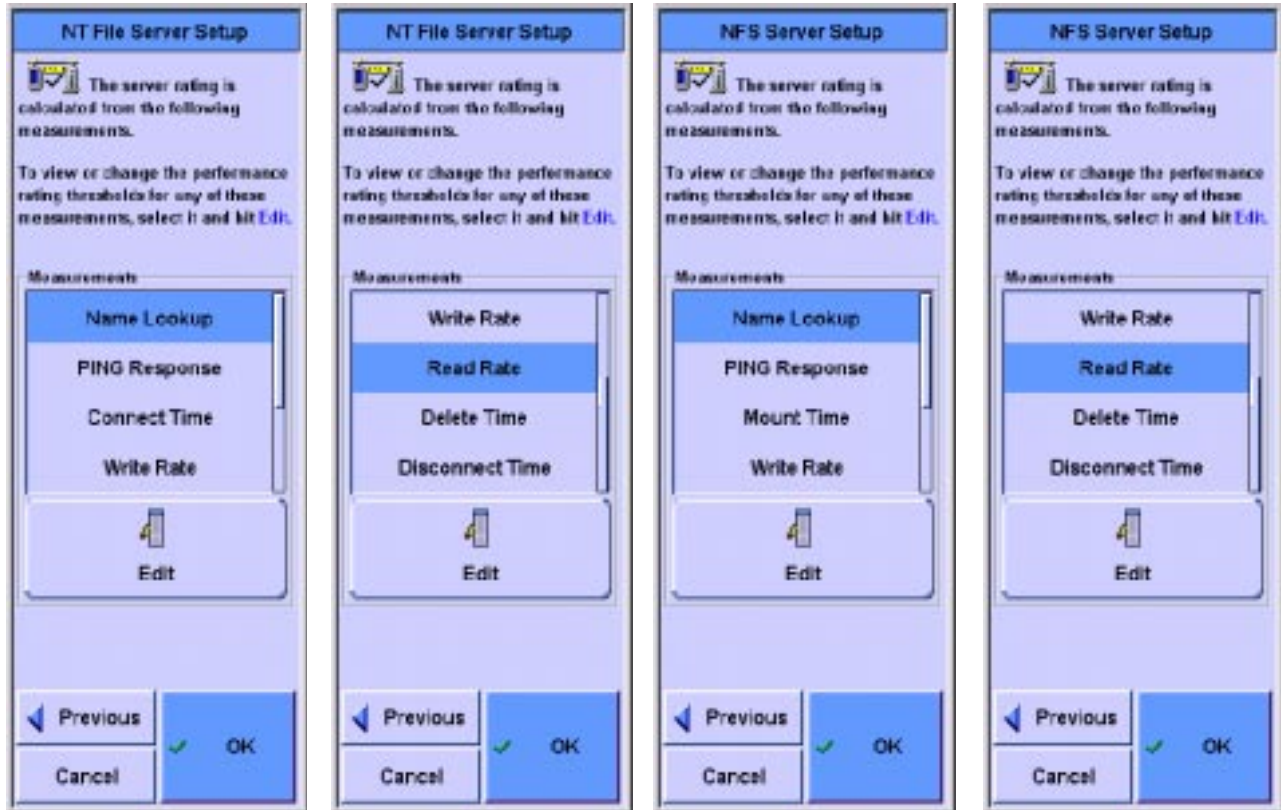 NT File Server Setup
The server rating is
calculated from the following
measurements.
To view or change the performance
rating thresholds for any of these
measurements, select it and hit Edit.
Measurements
Name Lookup
PING Response
Connect Time
Write Rate
Edit
Previous
OK
Cancel
NT File Server Setup
The server rating is
calculated from the following
measurements.
To view or change the performance
rating thresholds for any of these
measurements, select it and hit Edit.
Measurements
Write Rate
Read Rate
Delete Time
Disconnect Time
Edit
Previous
OK
Cancel
NFS Server Setup
The server rating is
calculated from the following
measurements.
To view or change the performance
rating thresholds for any of these
measurements, select it and hit Edit.
Measurements
Name Lookup
PING Response
Mount Time
Write Rate
Edit
Previous
OK
Cancel
NFS Server Setup
The server rating is
calculated from the following
measurements.
To view or change the performance
rating thresholds for any of these
measurements, select it and hit Edit.
Measurements
Write Rate
Read Rate
Delete Time
Disconnect Time
Edit
Previous
OK
Cancel